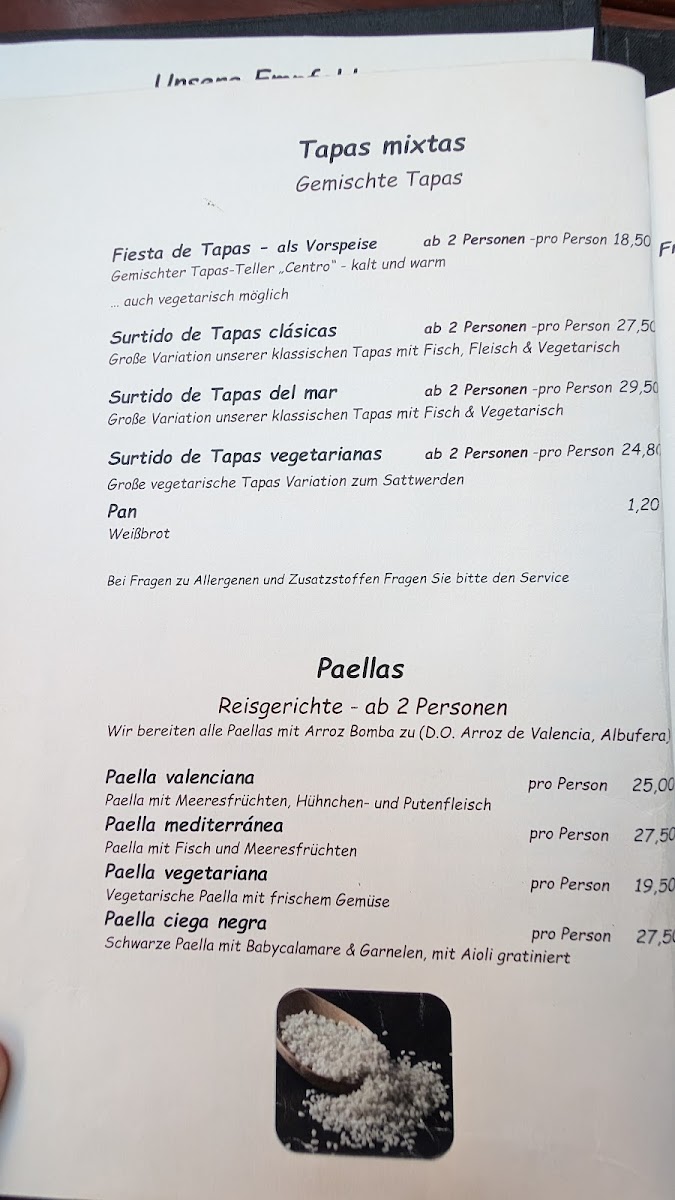 Unsere
Tapas mixtas
Gemischte Tapas
Fiesta de Tapas - als Vorspeise ab 2 Personen -pro Person 18,50
Gemischter Tapas-Teller „Centro" - kalt und warm
... auch vegetarisch möglich
Surtido de Tapas clásicas ab 2 Personen -pro Person 27,50
Große Variation unserer klassischen Tapas mit Fisch, Fleisch & Vegetarisch
Surtido de Tapas del mar ab 2 Personen -pro Person 29,50
Große Variation unserer klassischen Tapas mit Fisch & Vegetarisch
Surtido de Tapas vegetarianas ab 2 Personen -pro Person 24,80
Große vegetarische Tapas Variation zum Sattwerden
Pan 1,20
Weißbrot
Bei Fragen zu Allergenen und Zusatzstoffen Fragen Sie bitte den Service
Paellas
Reisgerichte - ab 2 Personen
Wir bereiten alle Paellas mit Arroz Bomba zu (D.O. Arroz de Valencia, Albufera)
Paella valenciana pro Person 25,00
Paella mit Meeresfrüchten, Hühnchen- und Putenfleisch
Paella mediterránea pro Person 27,50
Paella mit Fisch und Meeresfrüchten
Paella vegetariana pro Person 19,50
Vegetarische Paella mit frischem Gemüse
Paella ciega negra pro Person 27,50
Schwarze Paella mit Babycalamare & Garnelen, mit Aioli gratiniert